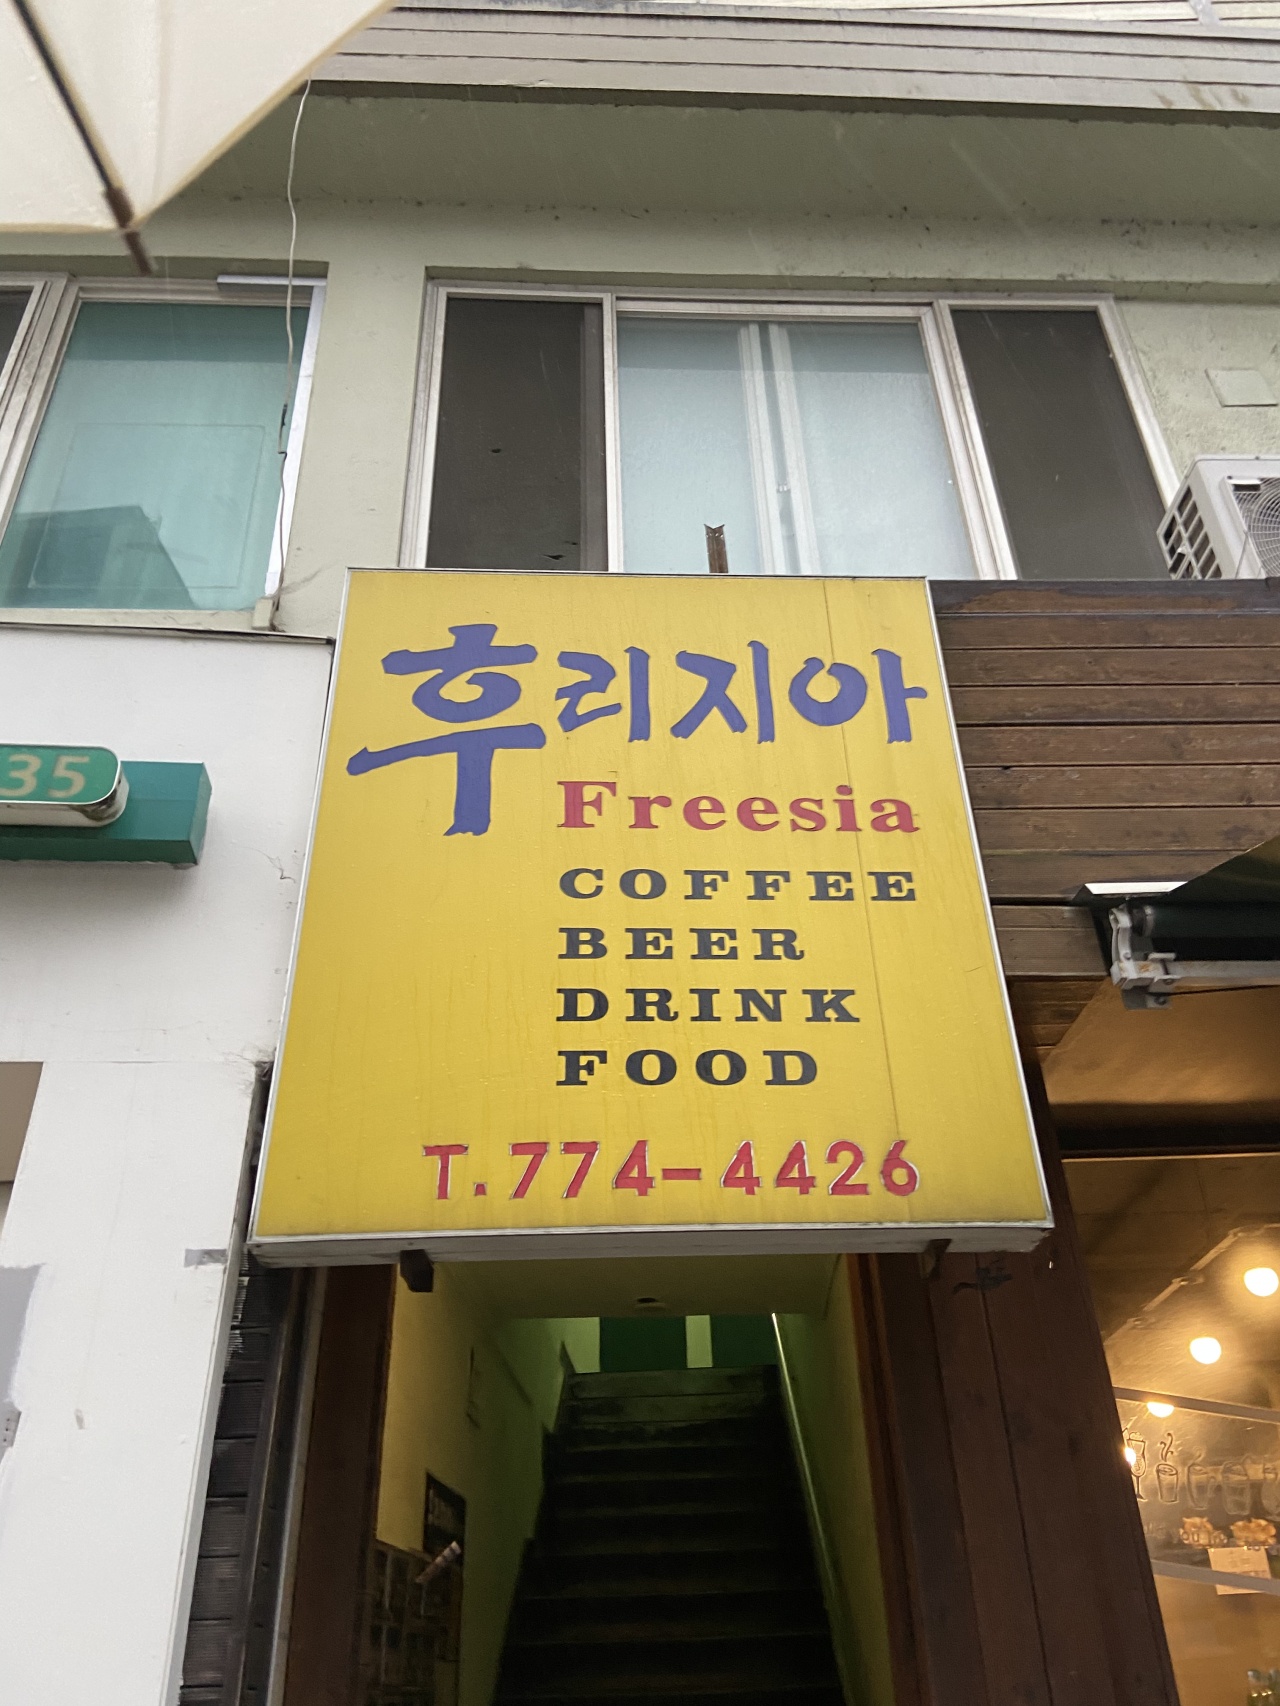 후리지아
Freesia
COFFEE
BEER
DRINK
FOOD
T.774-4426
35